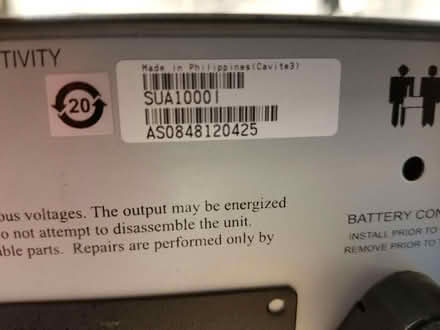 TIVITY
20
Made in Philippines(Cavite3)
SUA1000I
AS0848120425
ous voltages. The output may be energized
o not attempt to disassemble the unit.
able parts. Repairs are performed only by
BATTERY CON
INSTALL PRIOR TO
REMOVE PRIOR TO